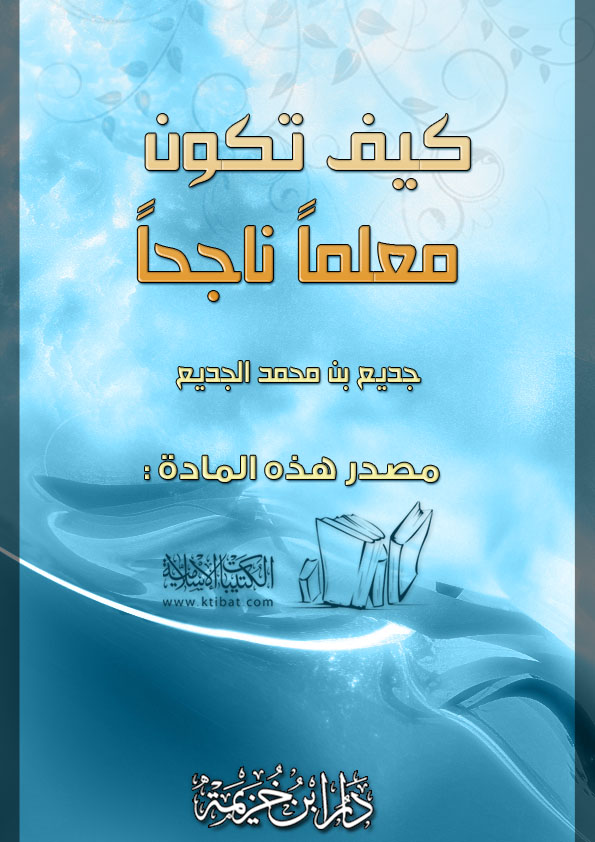 كيف تكون
معلماً ناجحاً
جديع بن محمد الجديع
مصدر هذه المادة :
الكتيبات الإسلامية
www.ktibat.com
دار ابن خزيمة